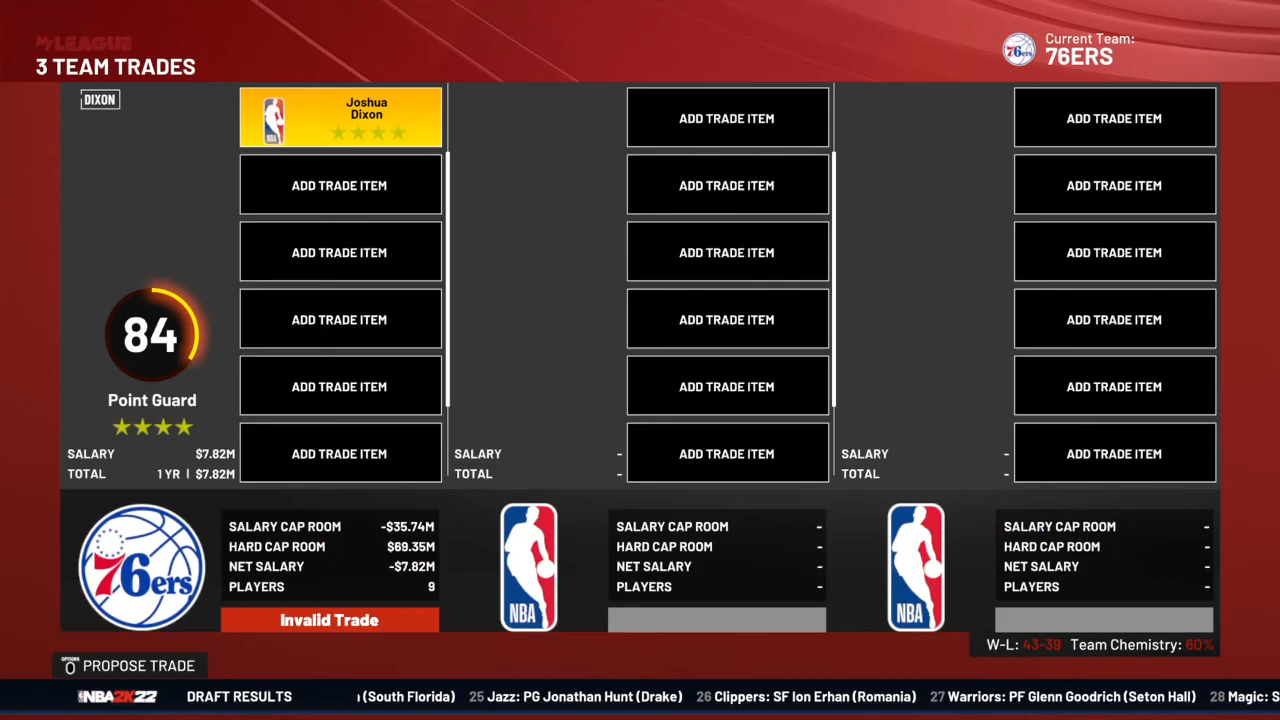 MyLEAGUE
3 TEAM TRADES
76ers
Current Team:
76ERS
DIXON
NBA
Joshua
Dixon
ADD TRADE ITEM
ADD TRADE ITEM
ADD TRADE ITEM
ADD TRADE ITEM
ADD TRADE ITEM
ADD TRADE ITEM
ADD TRADE ITEM
ADD TRADE ITEM
ADD TRADE ITEM
84
ADD TRADE ITEM
ADD TRADE ITEM
ADD TRADE ITEM
Point Guard
ADD TRADE ITEM
ADD TRADE ITEM
ADD TRADE ITEM
SALARY $7.82M
TOTAL 1 YR | $7.82M
ADD TRADE ITEM
SALARY -
TOTAL -
ADD TRADE ITEM
SALARY -
TOTAL -
ADD TRADE ITEM
76ers
SALARY CAP ROOM -$35.74M
HARD CAP ROOM $69.35M
NET SALARY -$7.82M
PLAYERS 9
Invalid Trade
NBA
SALARY CAP ROOM -
HARD CAP ROOM -
NET SALARY -
PLAYERS -
NBA
SALARY CAP ROOM -
HARD CAP ROOM -
NET SALARY -
PLAYERS -
W-L: 43-39 Team Chemistry: 60%
OPTIONS PROPOSE TRADE
NBA2K22 DRAFT RESULTS (South Florida) 25 Jazz: PG Jonathan Hunt (Drake) 26 Clippers: SF Ion Erhan (Romania) 27 Warriors: PF Glenn Goodrich (Seton Hall) 28 Magic: S